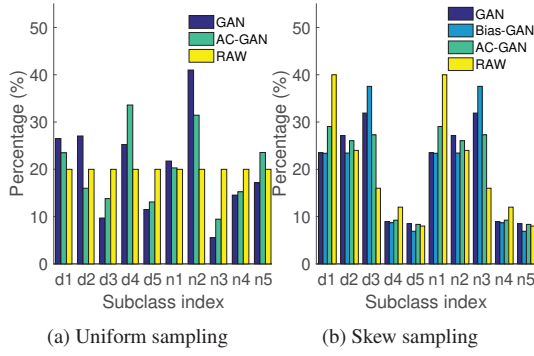 GAN
AC-GAN
RAW
Percentage (%)
50
40
30
20
10
0
d1 d2 d3 d4 d5 n1 n2 n3 n4 n5
Subclass index
(a) Uniform sampling
GAN
Bias-GAN
AC-GAN
RAW
Percentage (%)
50
40
30
20
10
0
d1 d2 d3 d4 d5 n1 n2 n3 n4 n5
Subclass index
(b) Skew sampling